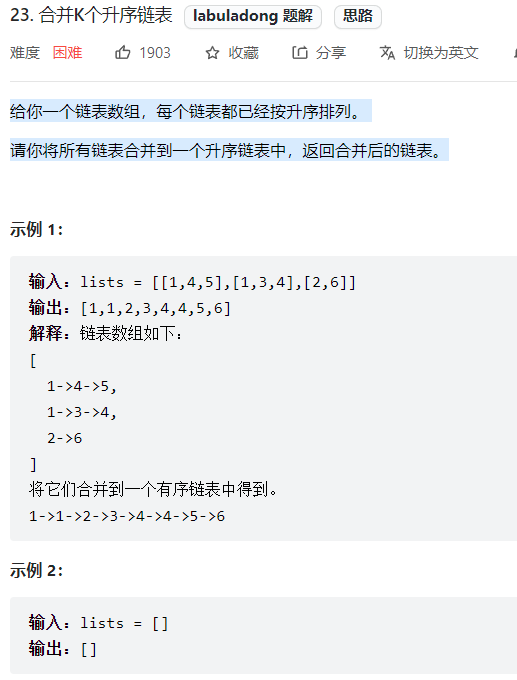 23. 合并K个升序链表 labuladong 题解 思路
难度 困难 1903 收藏 分享 切换为英文
给你一个链表数组，每个链表都已经按升序排列。
请你将所有链表合并到一个升序链表中，返回合并后的链表。
示例 1：
输入：lists = [[1,4,5],[1,3,4],[2,6]]
输出：[1,1,2,3,4,4,5,6]
解释：链表数组如下：
[
1->4->5,
1->3->4,
2->6
]
将它们合并到一个有序链表中得到。
1->1->2->3->4->4->5->6
示例 2：
输入：lists = []
输出：[]